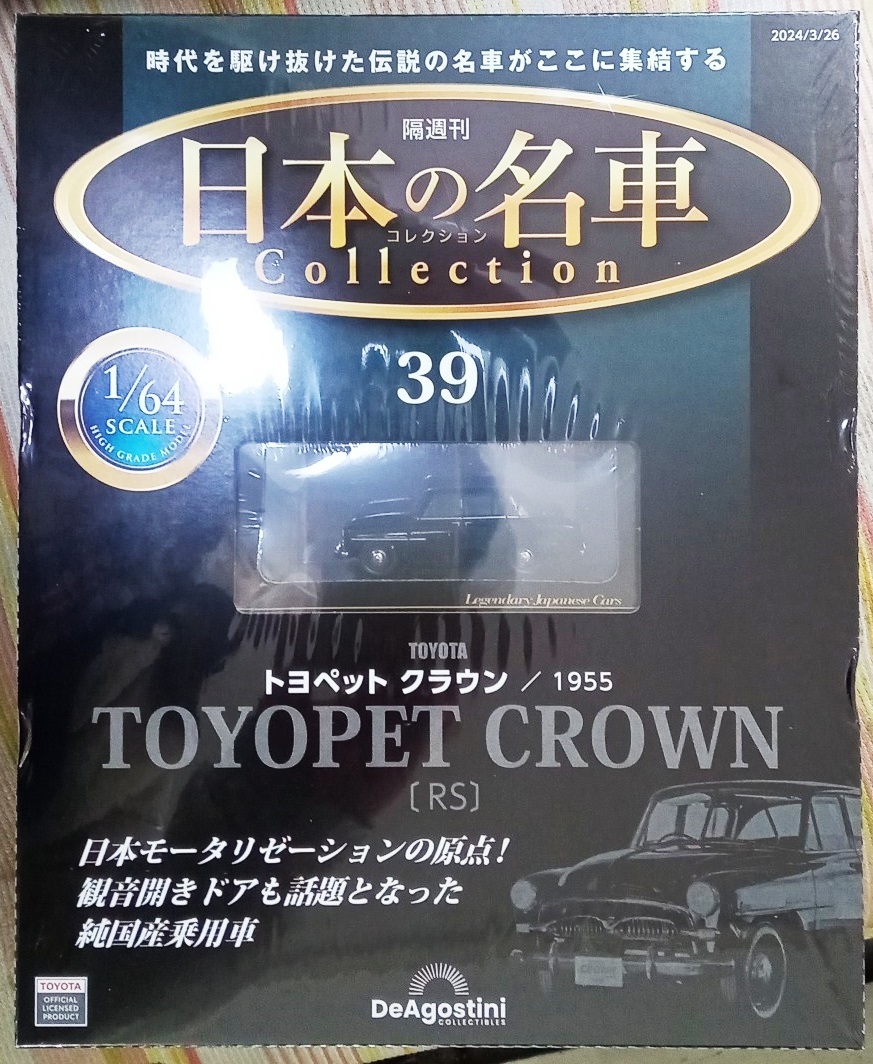 2024/3/26
時代を駆け抜けた伝説の名車がここに集結する
隔週刊
日本の名車
コレクション
Collection
39
1/64
SCALE
HIGH GRADE MODEL
Legendary Japanese Cars
TOYOTA
トヨペット クラウン / 1955
TOYOPET CROWN
[RS]
日本モータリゼーションの原点!
観音開きドアも話題となった
純国産乗用車
TOYOTA
OFFICIAL
LICENSED
PRODUCT
DeAgostini
COLLECTIBLES